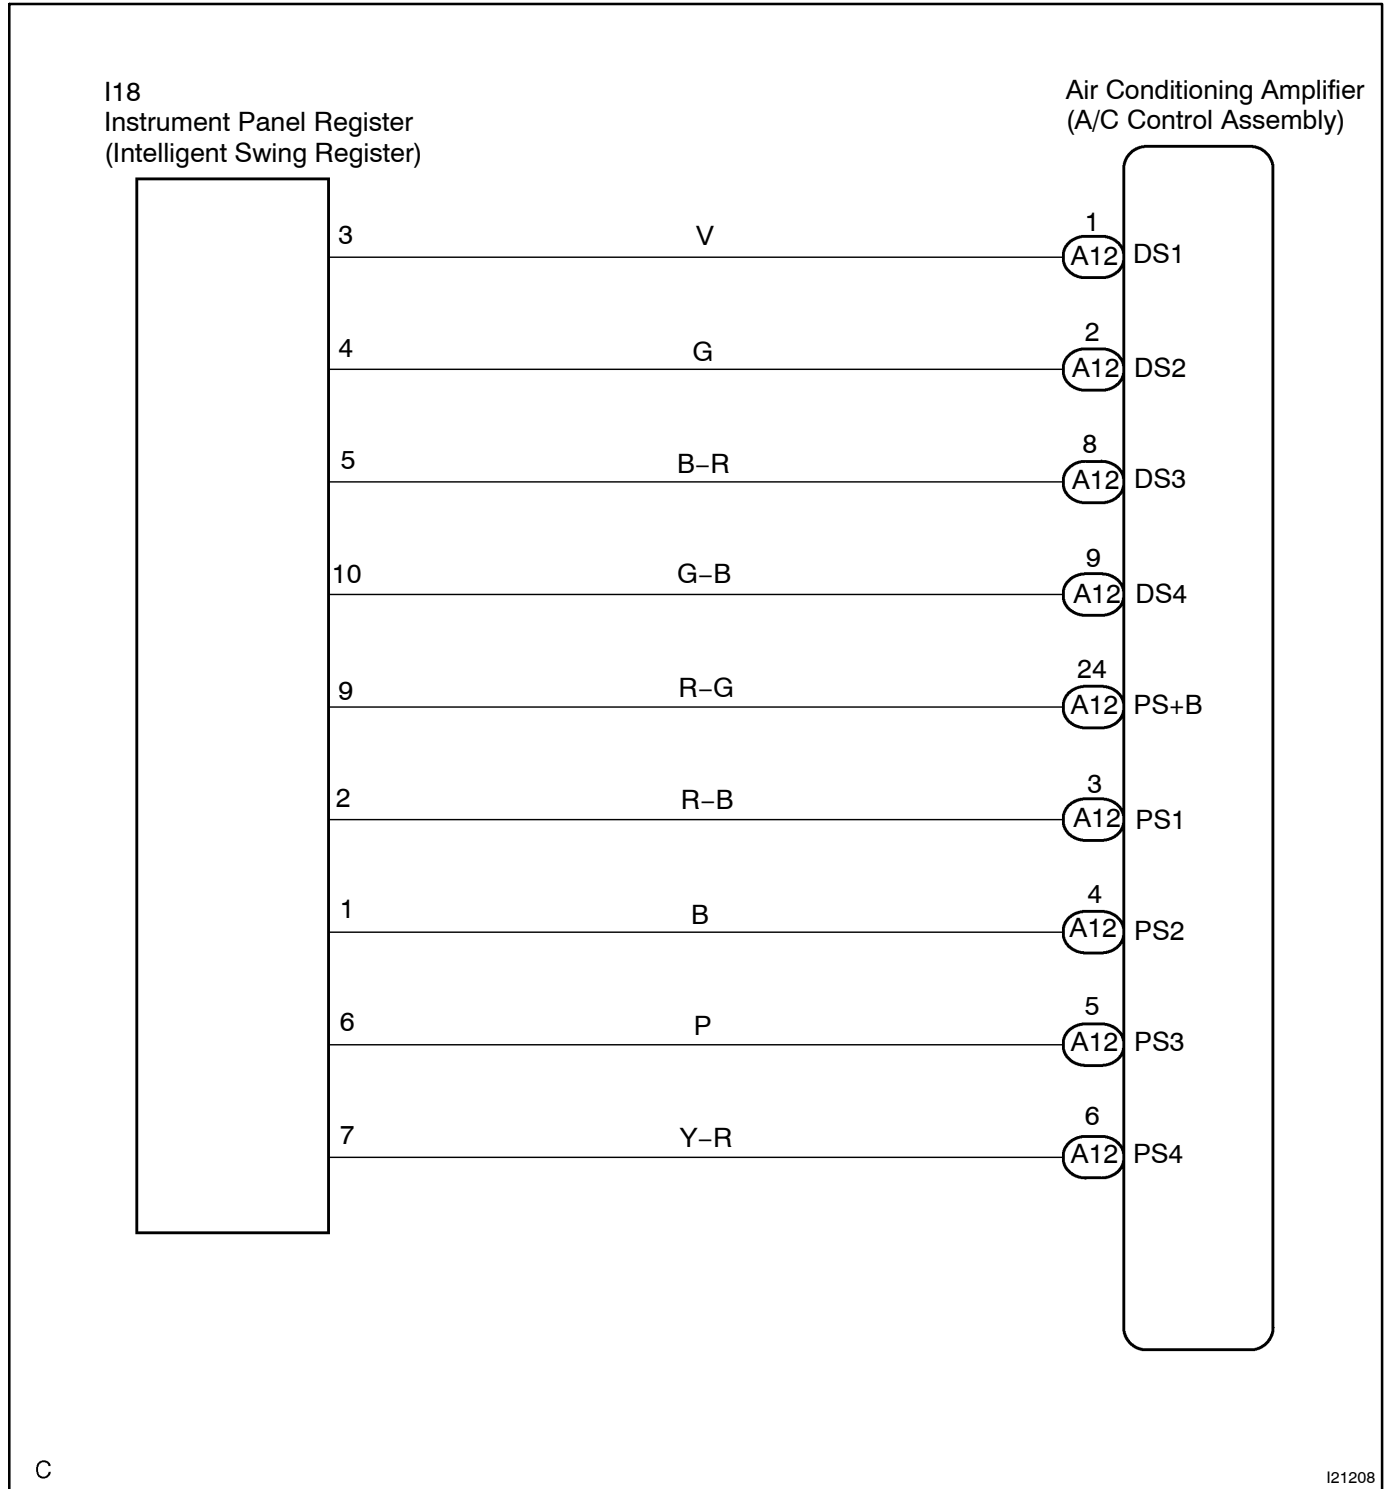 I18
Instrument Panel Register
(Intelligent Swing Register)
Air Conditioning Amplifier
(A/C Control Assembly)
3 V 1 A12 DS1
4 G 2 A12 DS2
5 B–R 8 A12 DS3
10 G–B 9 A12 DS4
9 R–G 24 A12 PS+B
2 R–B 3 A12 PS1
1 B 4 A12 PS2
6 P 5 A12 PS3
7 Y–R 6 A12 PS4
C
I21208